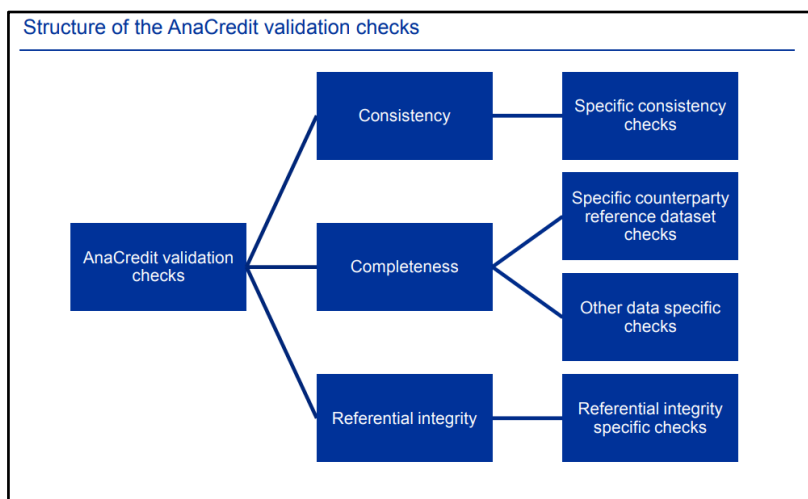 Structure of the AnaCredit validation checks
Consistency
Specific consistency
checks
Specific counterparty
reference dataset
checks
AnaCredit validation
checks
Completeness
Other data specific
checks
Referential integrity
Referential integrity
specific checks